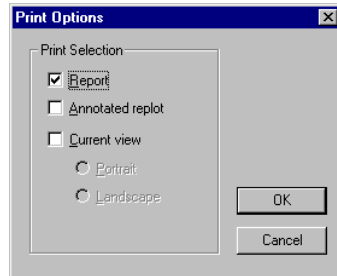 Print Options
Print Selection
Report
Annotated replot
Current view
Portrait
Landscape
OK
Cancel